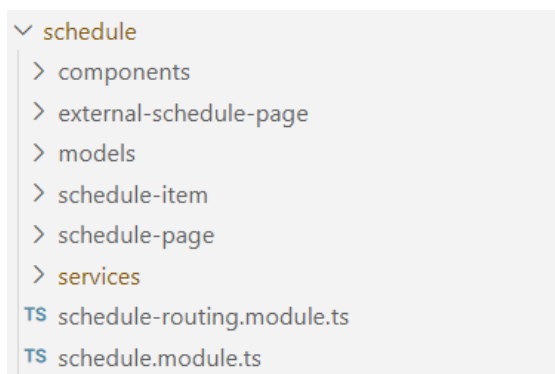 schedule
components
external-schedule-page
models
schedule-item
schedule-page
services
TS schedule-routing.module.ts
TS schedule.module.ts